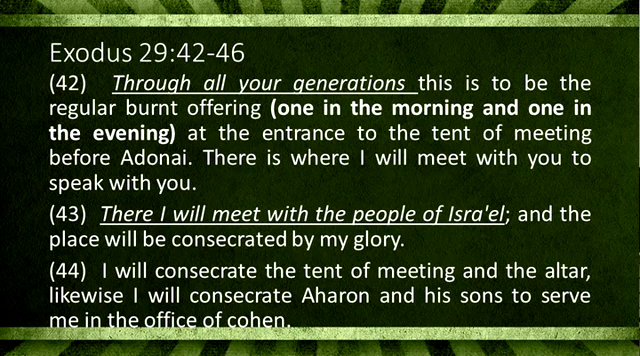 Exodus 29:42-46
(42) Through all your generations this is to be the
regular burnt offering (one in the morning and one in
the evening) at the entrance to the tent of meeting
before Adonai. There is where I will meet with you to
speak with you.
(43) There I will meet with the people of Isra'el; and the
place will be consecrated by my glory.
(44) I will consecrate the tent of meeting and the altar,
likewise I will consecrate Aharon and his sons to serve
me in the office of cohen.